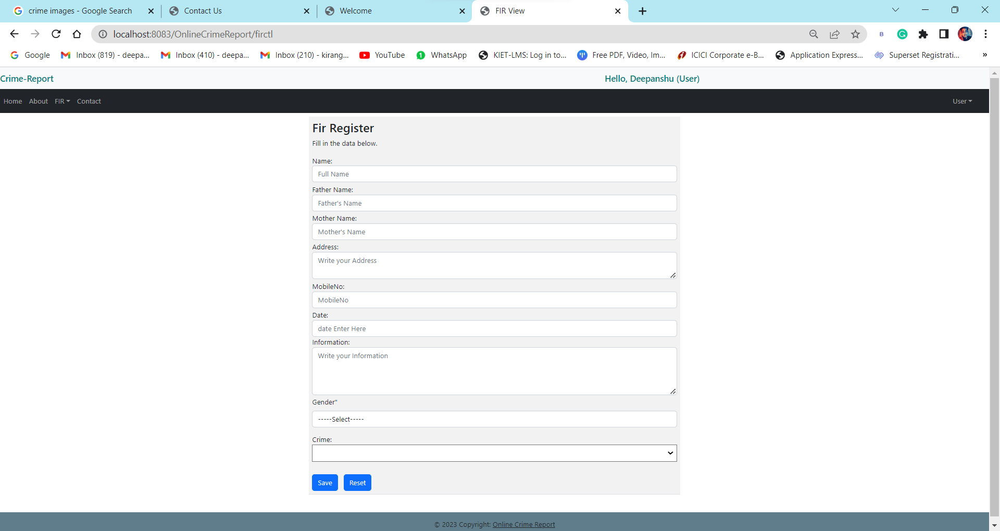 crime images - Google Search
Contact Us
Welcome
FIR View
localhost:8083/OnlineCrimeReport/firctl
B
G
Google
Inbox (819) - deepa...
Inbox (410) - deepa...
Inbox (210) - kirang...
YouTube
1
WhatsApp
KIET-LMS: Log in to...
Free PDF, Video, Im...
ICICI Corporate e-B...
Application Express...
Superset Registrati...
»
Crime-Report
Hello, Deepanshu (User)
Home About FIR Contact
User
Fir Register
Fill in the data below.
Name:
Full Name
Father Name:
Father's Name
Mother Name:
Mother's Name
Address:
Write your Address
MobileNo:
MobileNo
Date:
date Enter Here
Information:
Write your Information
Gender"
-----Select-----
Crime:
Save Reset
© 2023 Copyright: Online Crime Report